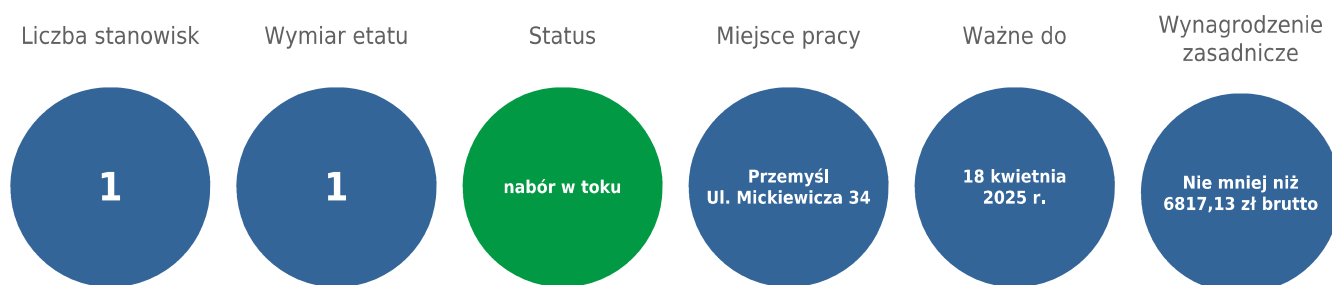 Liczba stanowisk
1
Wymiar etatu
1
Status
nabór w toku
Miejsce pracy
Przemyśl
Ul. Mickiewicza 34
Ważne do
18 kwietnia
2025 r.
Wynagrodzenie
zasadnicze
Nie mniej niż
6817,13 zł brutto